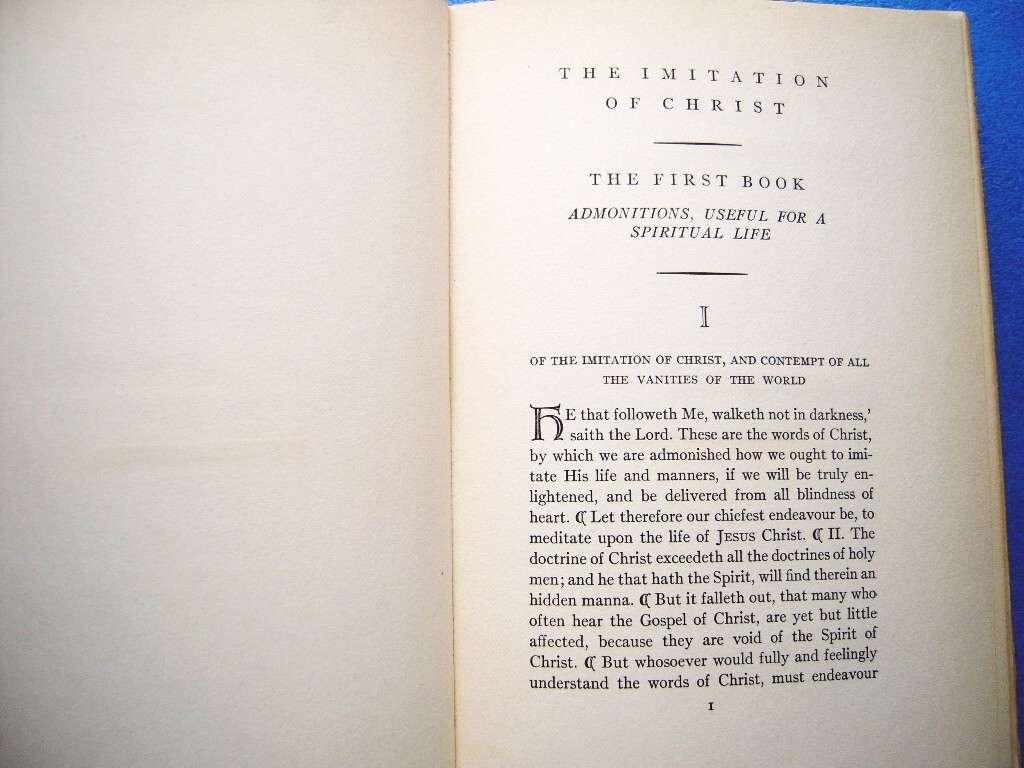 THE IMITATION
OF CHRIST
THE FIRST BOOK
ADMONITIONS, USEFUL FOR A
SPIRITUAL LIFE
I
OF THE IMITATION OF CHRIST, AND CONTEMPT OF ALL
THE VANITIES OF THE WORLD
HE that followeth Me, walketh not in darkness,'
saith the Lord. These are the words of Christ,
by which we are admonished how we ought to imi-
tate His life and manners, if we will be truly en-
lightened, and be delivered from all blindness of
heart. ⁋ Let therefore our chiefest endeavour be, to
meditate upon the life of JESUS Christ. ⁋ II. The
doctrine of Christ exceedeth all the doctrines of holy
men; and he that hath the Spirit, will find therein an
hidden manna. ⁋ But it falleth out, that many who
often hear the Gospel of Christ, are yet but little
affected, because they are void of the Spirit of
Christ. ⁋ But whosoever would fully and feelingly
understand the words of Christ, must endeavour
1